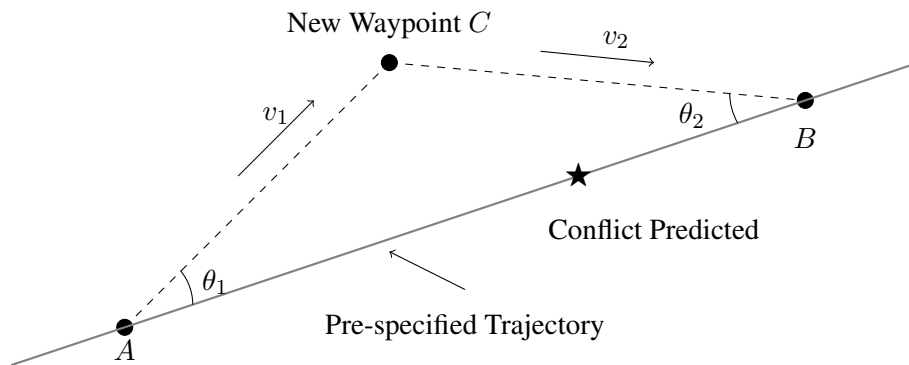 New Waypoint C
v₂
v₁
θ₂
B
Conflict Predicted
θ₁
Pre-specified Trajectory
A